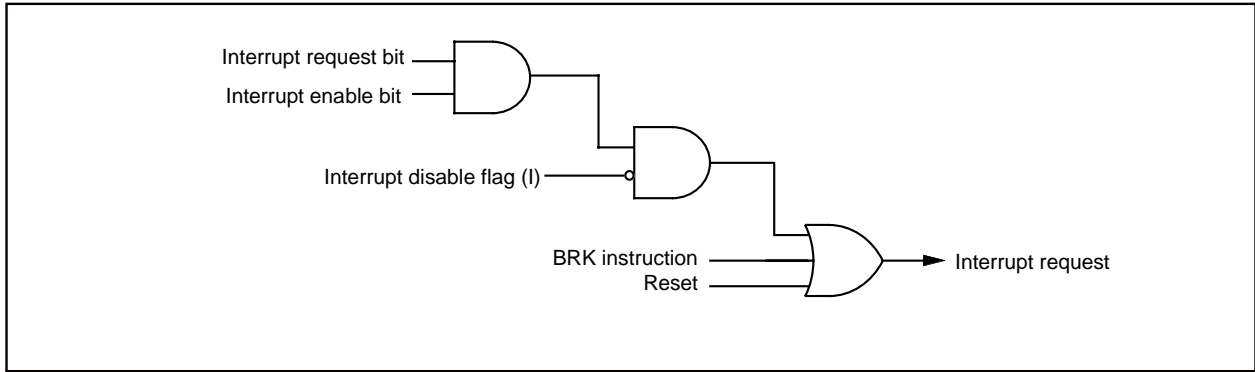 Interrupt request bit
Interrupt enable bit
Interrupt disable flag (I)
BRK instruction
Reset
Interrupt request